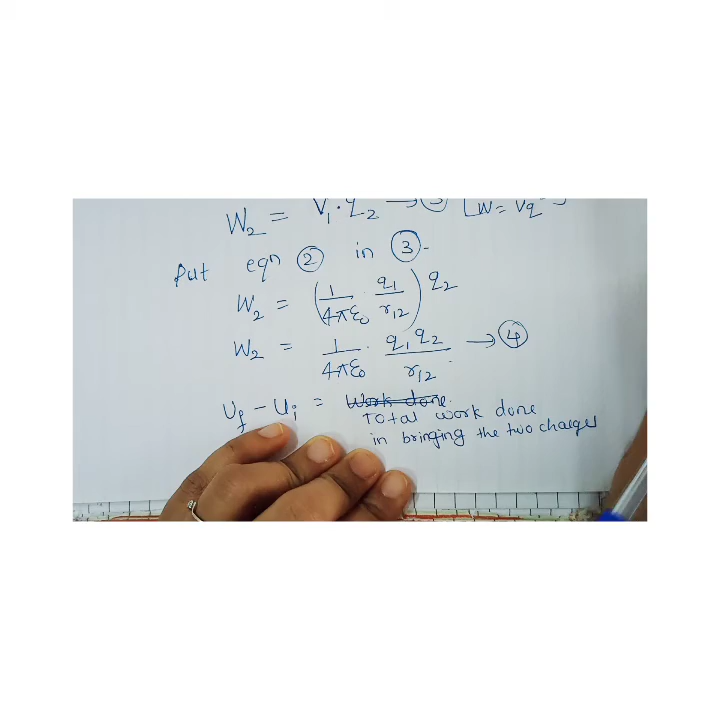 W₂ = V₁ · q₂ → ③ [W = Vq
Put eqn ② in ③.
W₂ = (1/4πε₀ · q₁/r₁₂) q₂
W₂ = 1/4πε₀ · q₁q₂/r₁₂ → ④
U_f − U_i = Work done.
Total work done
in bringing the two charges